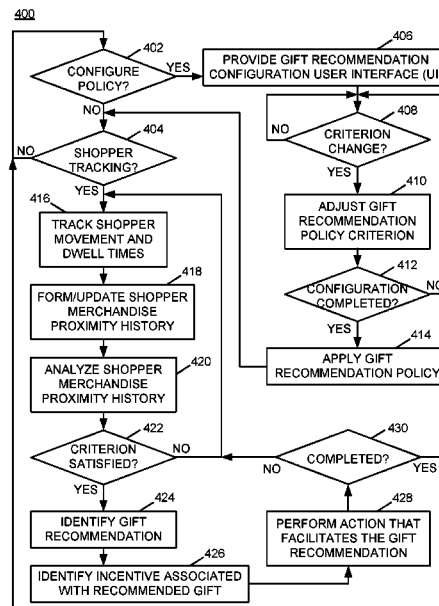 400
402
CONFIGURE
POLICY?
YES
NO
406
PROVIDE GIFT RECOMMENDATION
CONFIGURATION USER INTERFACE (UI
404
SHOPPER
TRACKING?
NO
YES
408
CRITERION
CHANGE?
NO
YES
410
ADJUST GIFT
RECOMMENDATION
POLICY CRITERION
412
CONFIGURATION
COMPLETED?
NO
YES
414
APPLY GIFT
RECOMMENDATION POLICY
416
TRACK SHOPPER
MOVEMENT AND
DWELL TIMES
418
FORM/UPDATE SHOPPER
MERCHANDISE
PROXIMITY HISTORY
420
ANALYZE SHOPPER
MERCHANDISE
PROXIMITY HISTORY
422
CRITERION
SATISFIED?
NO
YES
424
IDENTIFY GIFT
RECOMMENDATION
426
IDENTIFY INCENTIVE ASSOCIATED
WITH RECOMMENDED GIFT
428
PERFORM ACTION THAT
FACILITATES THE GIFT
RECOMMENDATION
430
COMPLETED?
NO
YES